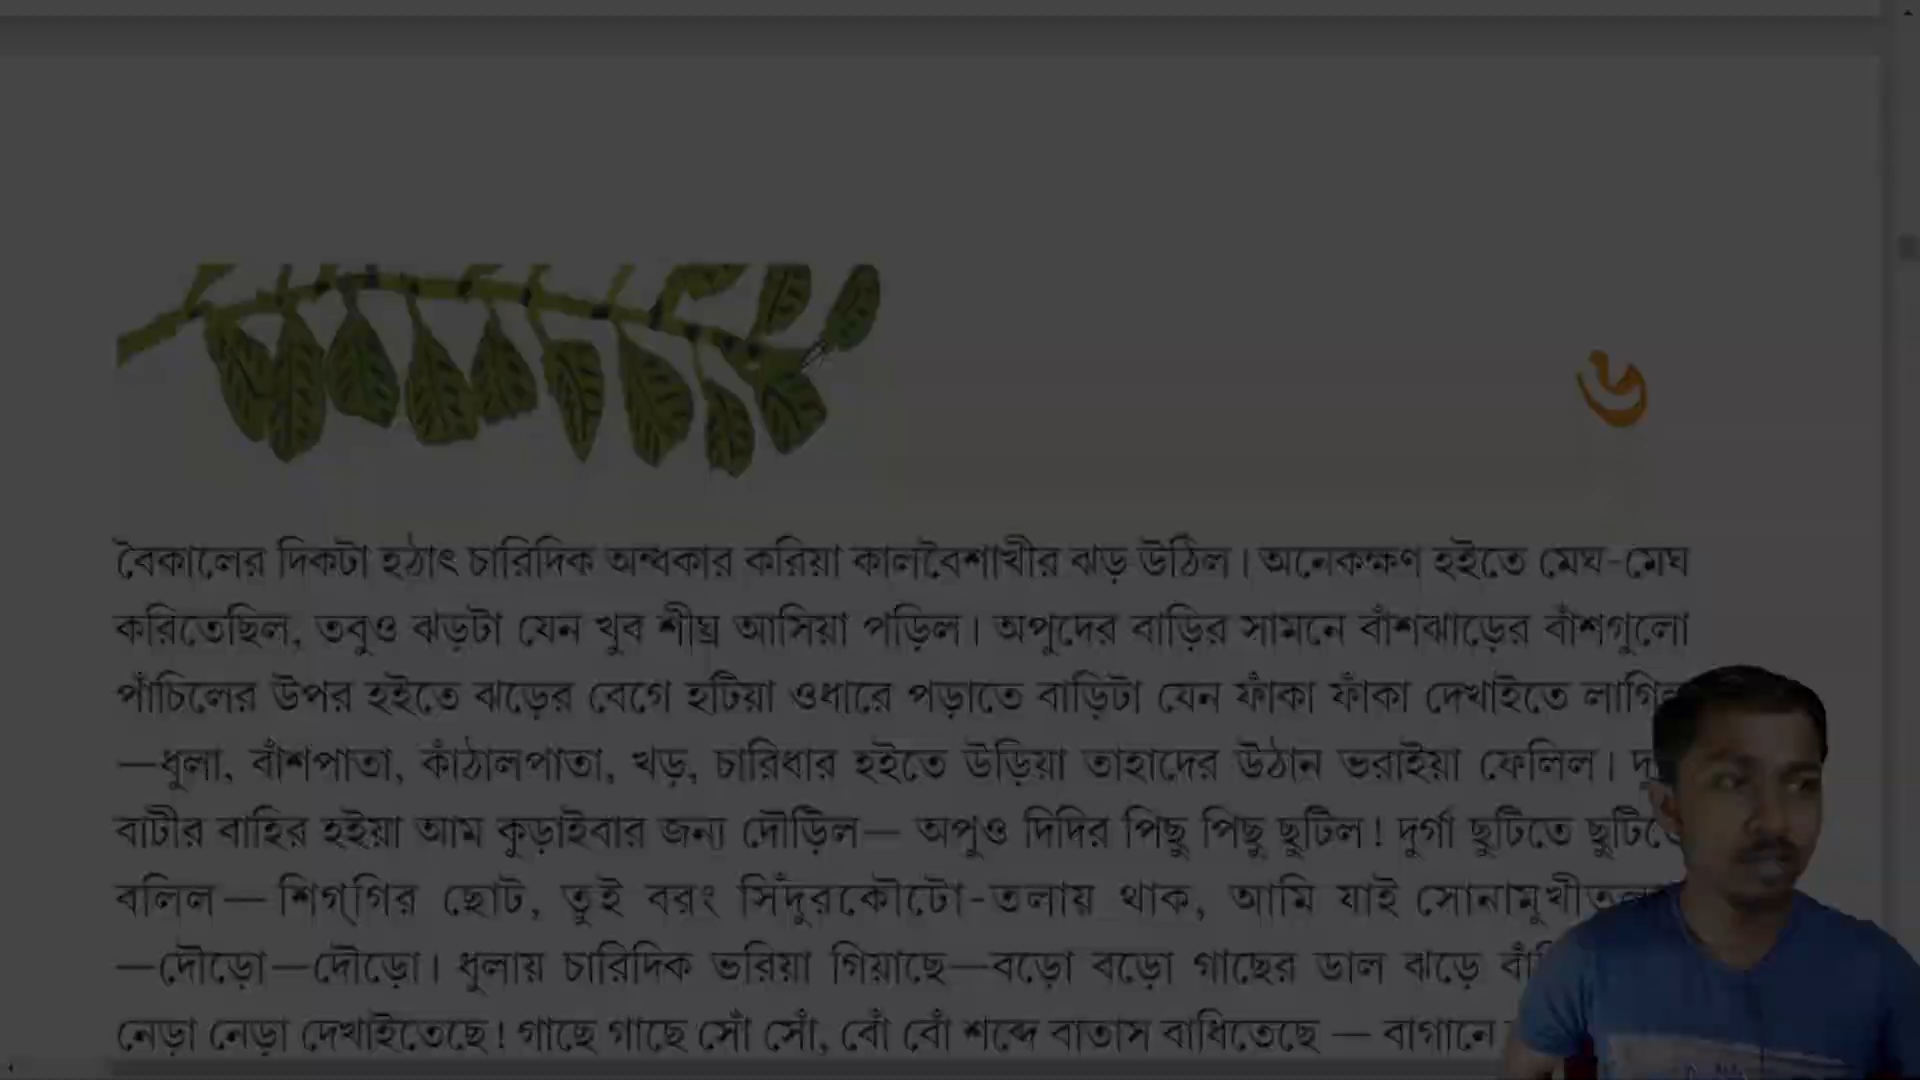 ৬
বৈকালের দিকটা হঠাৎ চারিদিক অন্ধকার করিয়া কালবৈশাখীর ঝড় উঠিল। অনেকক্ষণ হইতে মেঘ-মেঘ
করিতেছিল, তবুও ঝড়টা যেন খুব শীঘ্র আসিয়া পড়িল। অপুদের বাড়ির সামনে বাঁশঝাড়ের বাঁশগুলো
পাঁচিলের উপর হইতে ঝড়ের বেগে হটিয়া ওধারে পড়াতে বাড়িটা যেন ফাঁকা ফাঁকা দেখাইতে লাগিল
—ধুলা, বাঁশপাতা, কাঁঠালপাতা, খড়, চারিধার হইতে উড়িয়া তাহাদের উঠান ভরাইয়া ফেলিল।
বাটীর বাহির হইয়া আম কুড়াইবার জন্য দৌড়িল— অপুও দিদির পিছু পিছু ছুটিল! দুর্গা ছুটিতে ছুটিতে
বলিল— শিগ্‌গির ছোট, তুই বরং সিঁদুরকৌটো-তলায় থাক, আমি যাই সোনামুখীতলা
—দৌড়ো—দৌড়ো। ধুলায় চারিদিক ভরিয়া গিয়াছে—বড়ো বড়ো গাছের ডাল ঝড়ে
নেড়া নেড়া দেখাইতেছে! গাছে গাছে সোঁ সোঁ, বোঁ বোঁ শব্দে বাতাস বাধিতেছে — বাগানে